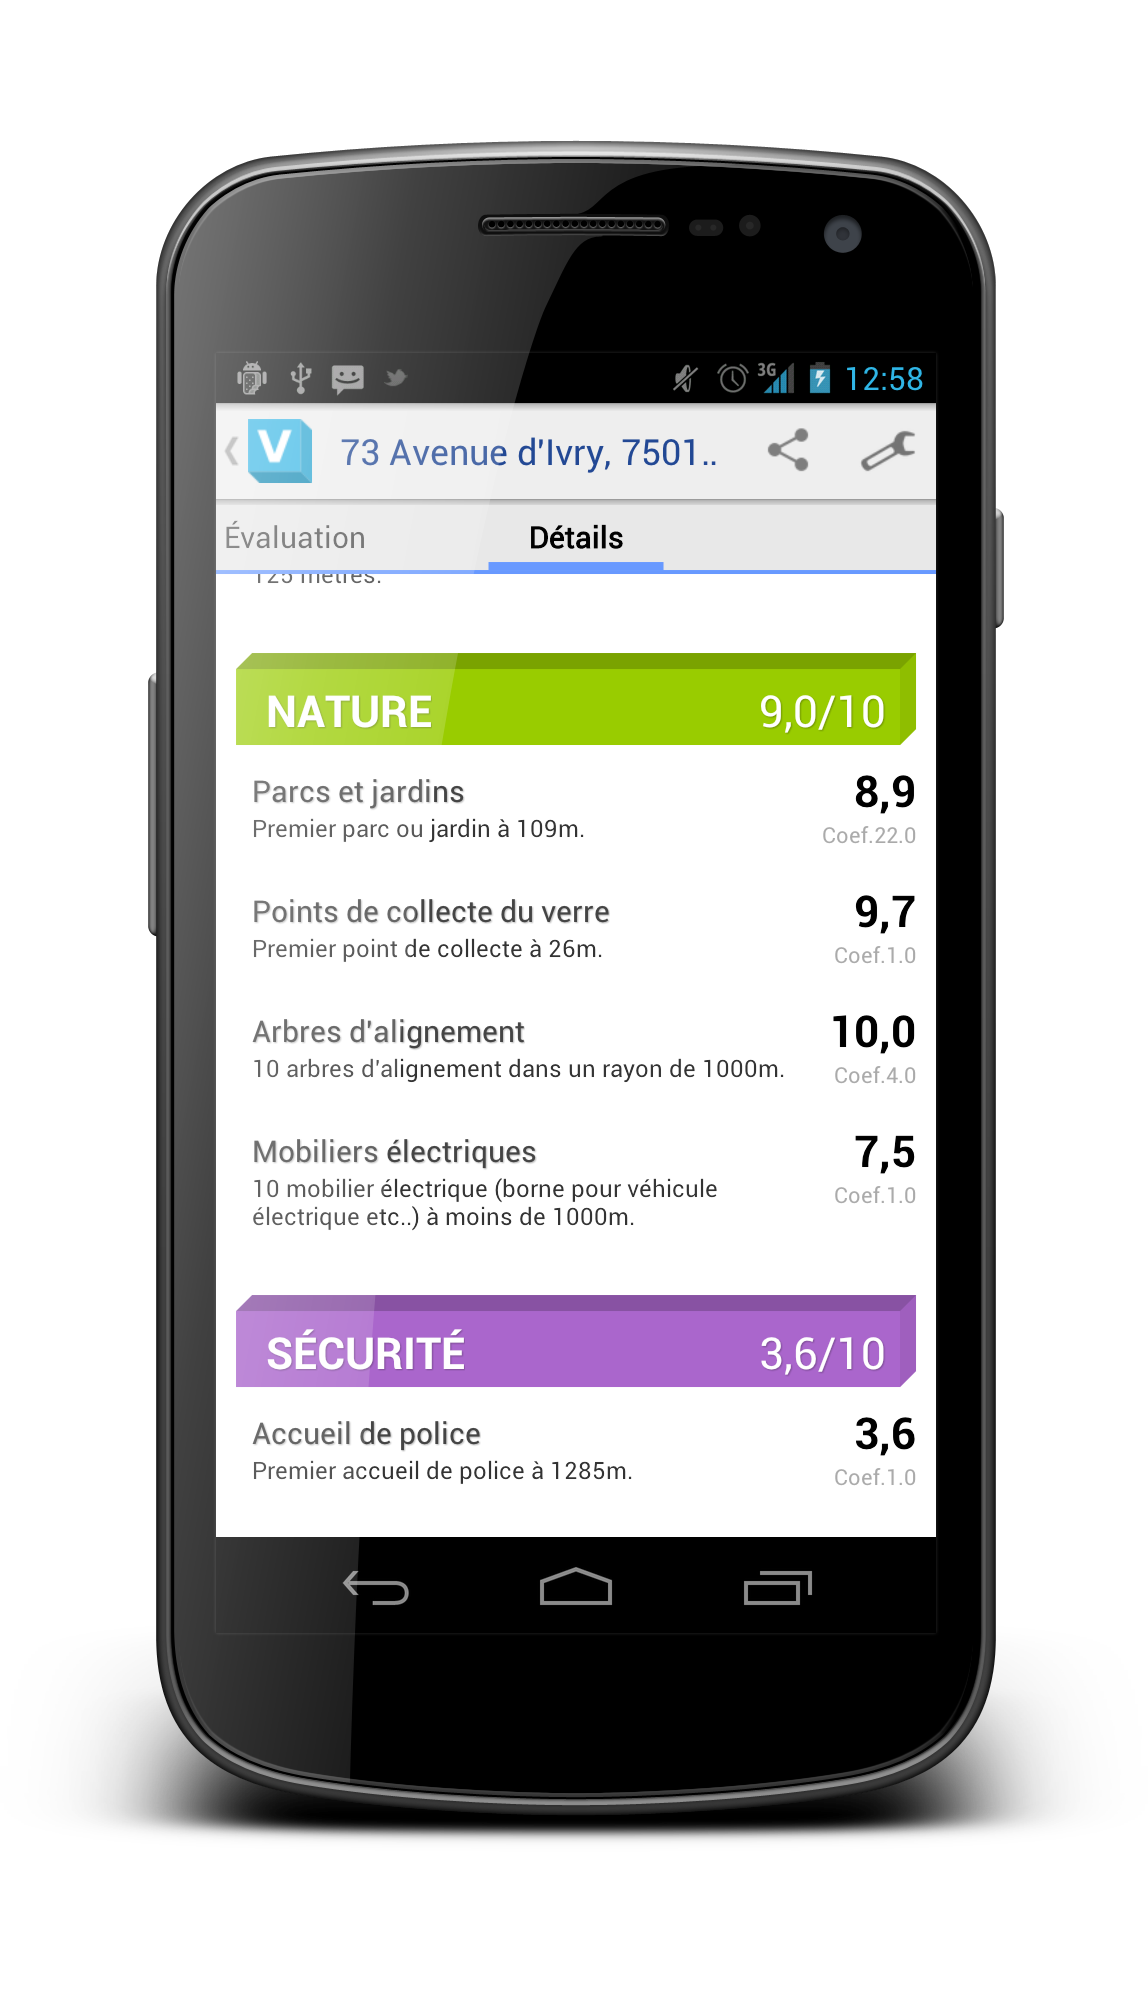 3G 12:58
V 73 Avenue d'Ivry, 7501..
Évaluation Détails
125 mètres.
NATURE 9,0/10
Parcs et jardins 8,9
Premier parc ou jardin à 109m. Coef.22.0
Points de collecte du verre 9,7
Premier point de collecte à 26m. Coef.1.0
Arbres d'alignement 10,0
10 arbres d'alignement dans un rayon de 1000m. Coef.4.0
Mobiliers électriques 7,5
10 mobilier électrique (borne pour véhicule Coef.1.0
électrique etc..) à moins de 1000m.
SÉCURITÉ 3,6/10
Accueil de police 3,6
Premier accueil de police à 1285m. Coef.1.0